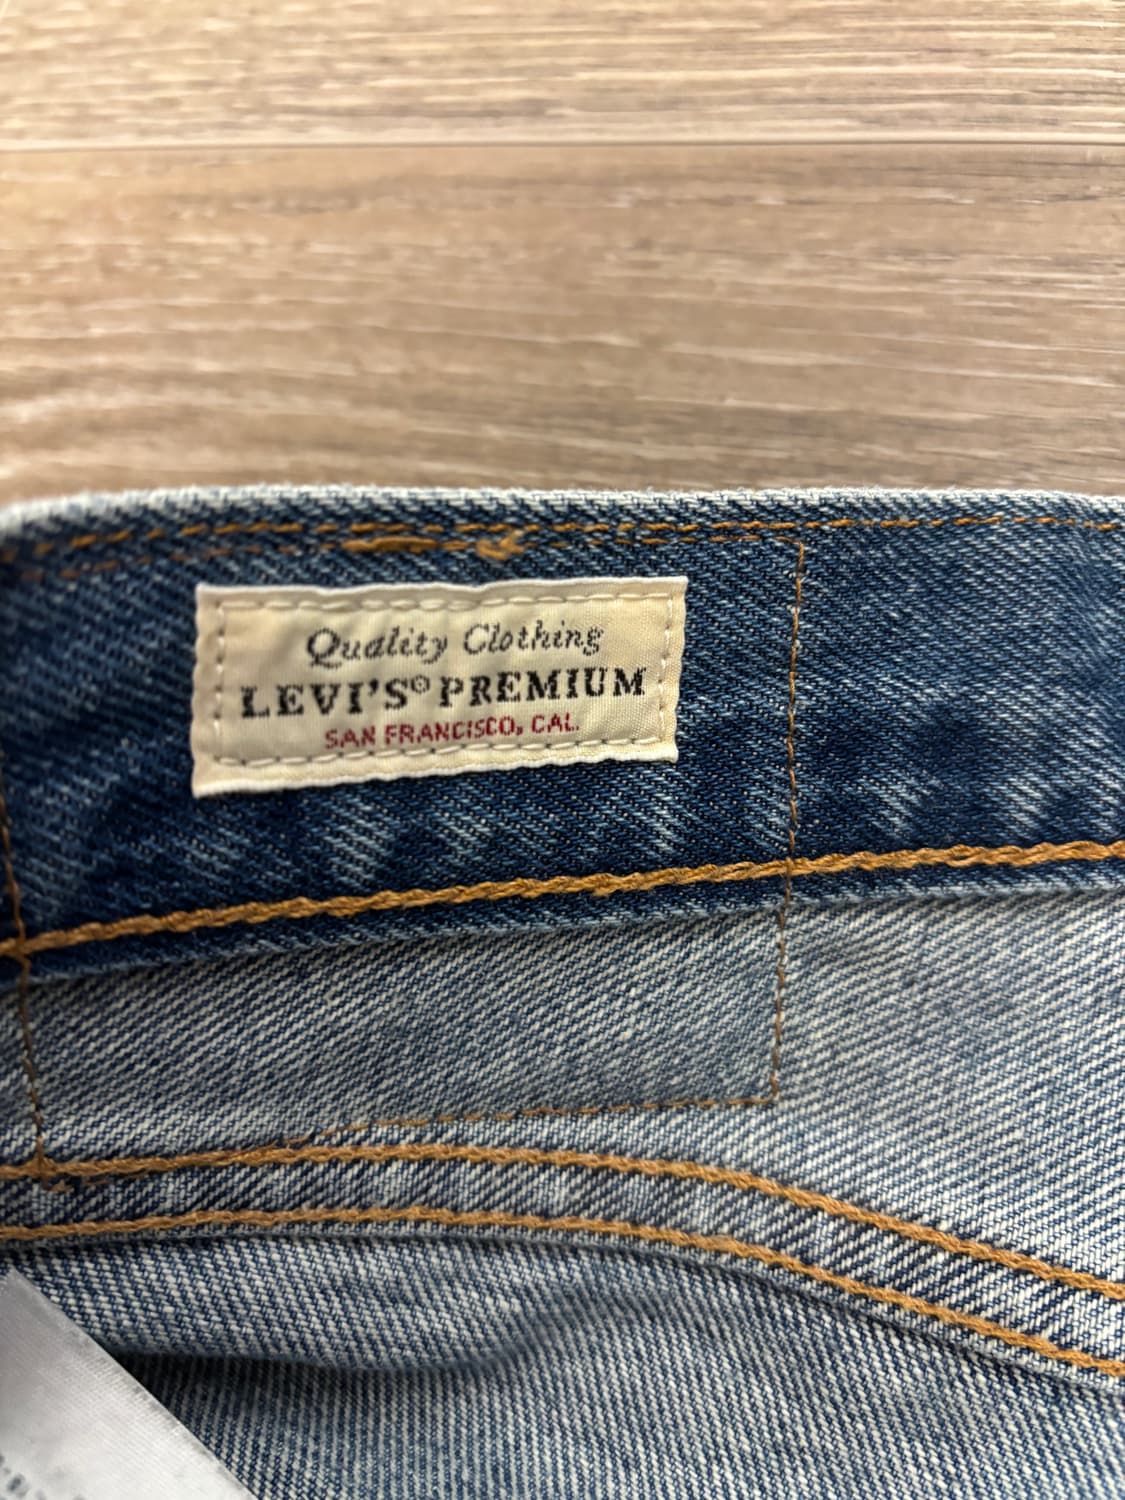 Quality Clothing
LEVI'S® PREMIUM
SAN FRANCISCO, CAL.